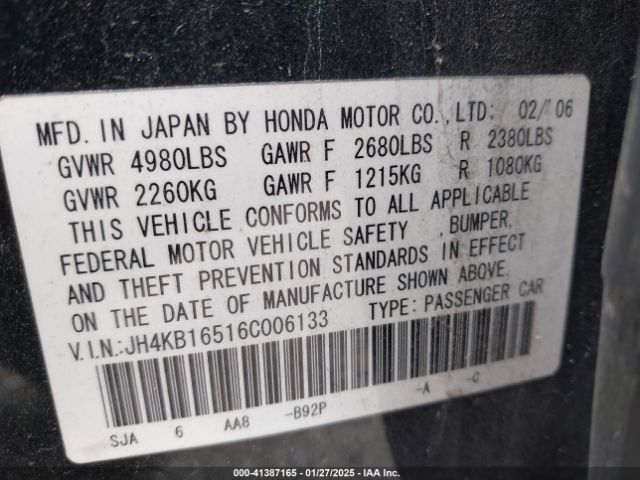 MFD. IN JAPAN BY HONDA MOTOR CO.,LTD: 02/'06
GVWR 4980LBS GAWR F 2680LBS R 2380LBS
GVWR 2260KG GAWR F 1215KG R 1080KG
THIS VEHICLE CONFORMS TO ALL APPLICABLE
FEDERAL MOTOR VEHICLE SAFETY ,BUMPER,
AND THEFT PREVENTION STANDARDS IN EFFECT
ON THE DATE OF MANUFACTURE SHOWN ABOVE.
V.I.N.:JH4KB16516C006133 TYPE: PASSENGER CAR
SJA 6 AA8 -B92P -A -C
000-41387165 - 01/27/2025 - IAA Inc.